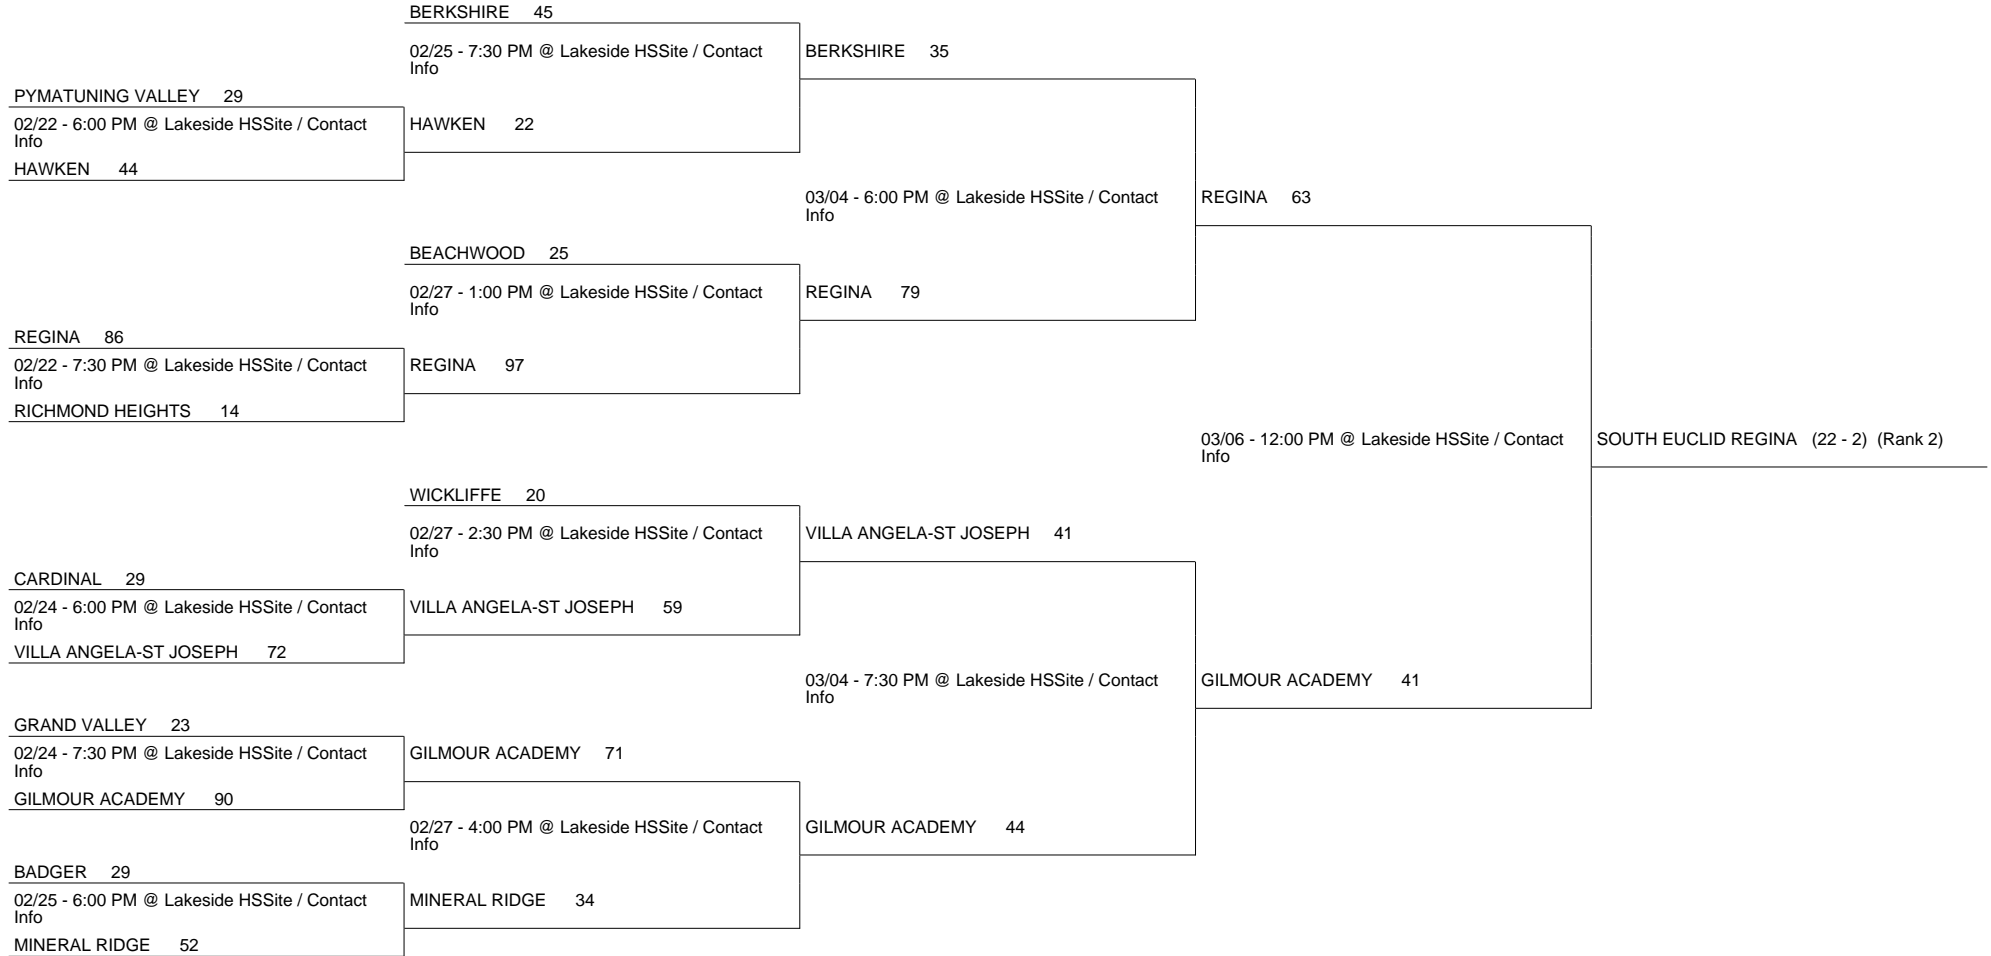 BERKSHIRE 45
02/25 - 7:30 PM @ Lakeside HSSite / Contact
Info
BERKSHIRE 35
PYMATUNING VALLEY 29
02/22 - 6:00 PM @ Lakeside HSSite / Contact
Info
HAWKEN 22
HAWKEN 44
03/04 - 6:00 PM @ Lakeside HSSite / Contact
Info
REGINA 63
BEACHWOOD 25
02/27 - 1:00 PM @ Lakeside HSSite / Contact
Info
REGINA 79
REGINA 86
02/22 - 7:30 PM @ Lakeside HSSite / Contact
Info
REGINA 97
RICHMOND HEIGHTS 14
03/06 - 12:00 PM @ Lakeside HSSite / Contact
Info
SOUTH EUCLID REGINA (22 - 2) (Rank 2)
WICKLIFFE 20
02/27 - 2:30 PM @ Lakeside HSSite / Contact
Info
VILLA ANGELA-ST JOSEPH 41
CARDINAL 29
02/24 - 6:00 PM @ Lakeside HSSite / Contact
Info
VILLA ANGELA-ST JOSEPH 59
VILLA ANGELA-ST JOSEPH 72
03/04 - 7:30 PM @ Lakeside HSSite / Contact
Info
GILMOUR ACADEMY 41
GRAND VALLEY 23
02/24 - 7:30 PM @ Lakeside HSSite / Contact
Info
GILMOUR ACADEMY 71
GILMOUR ACADEMY 90
02/27 - 4:00 PM @ Lakeside HSSite / Contact
Info
GILMOUR ACADEMY 44
BADGER 29
02/25 - 6:00 PM @ Lakeside HSSite / Contact
Info
MINERAL RIDGE 34
MINERAL RIDGE 52